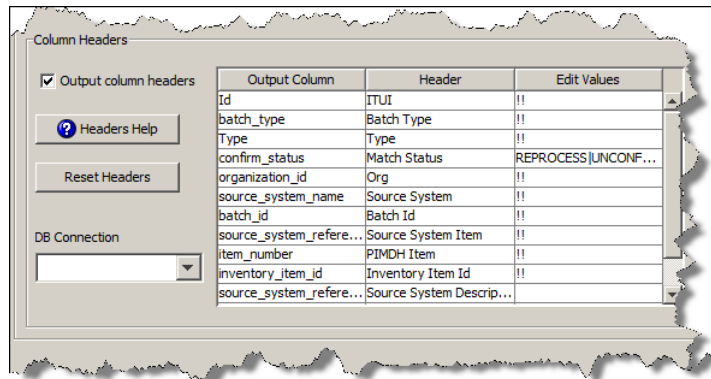 Column Headers
Output column headers
Headers Help
Reset Headers
DB Connection
Output Column Header Edit Values
Id ITUI !!
batch_type Batch Type !!
Type Type !!
confirm_status Match Status REPROCESS|UNCONF...
organization_id Org !!
source_system_name Source System !!
batch_id Batch Id !!
source_system_refere... Source System Item !!
item_number PIMDH Item !!
inventory_item_id Inventory Item Id !!
source_system_refere... Source System Descrip...